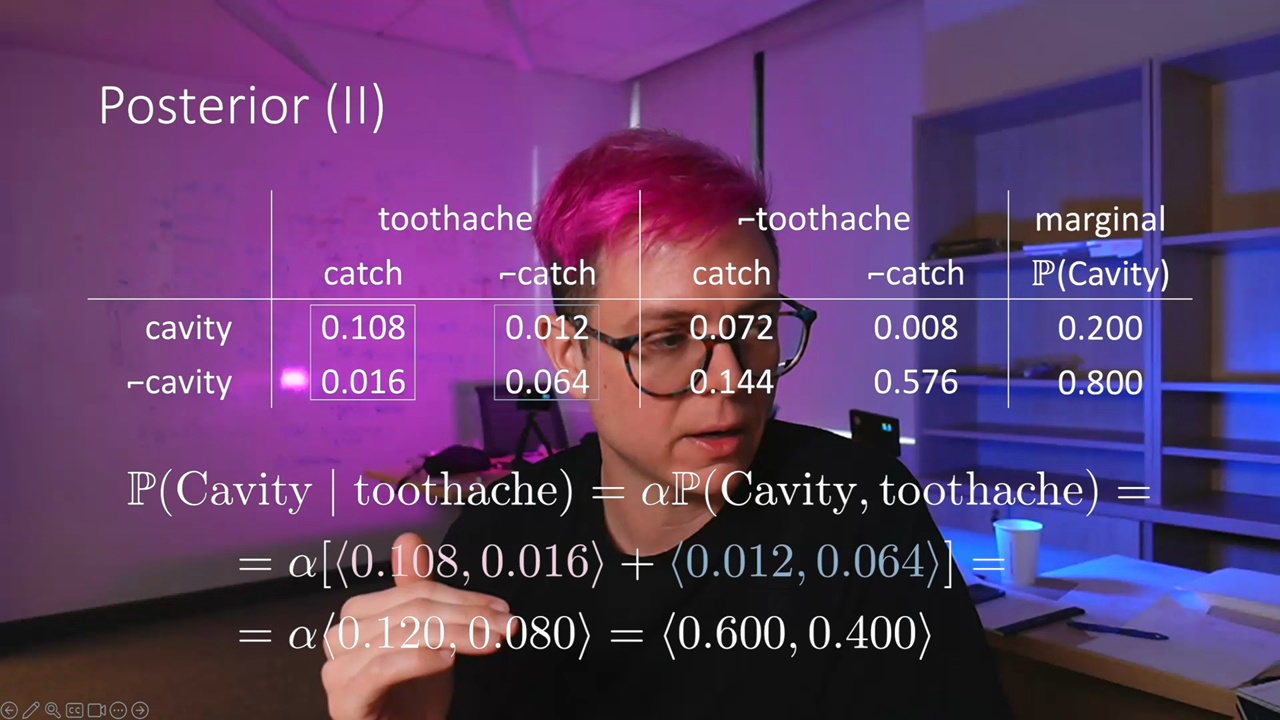 Posterior (II)
toothache ¬toothache marginal
catch ¬catch catch ¬catch ℙ(Cavity)
cavity 0.108 0.012 0.072 0.008 0.200
¬cavity 0.016 0.064 0.144 0.576 0.800
ℙ(Cavity | toothache) = αℙ(Cavity, toothache) =
= α[⟨0.108, 0.016⟩ + ⟨0.012, 0.064⟩] =
= α⟨0.120, 0.080⟩ = ⟨0.600, 0.400⟩